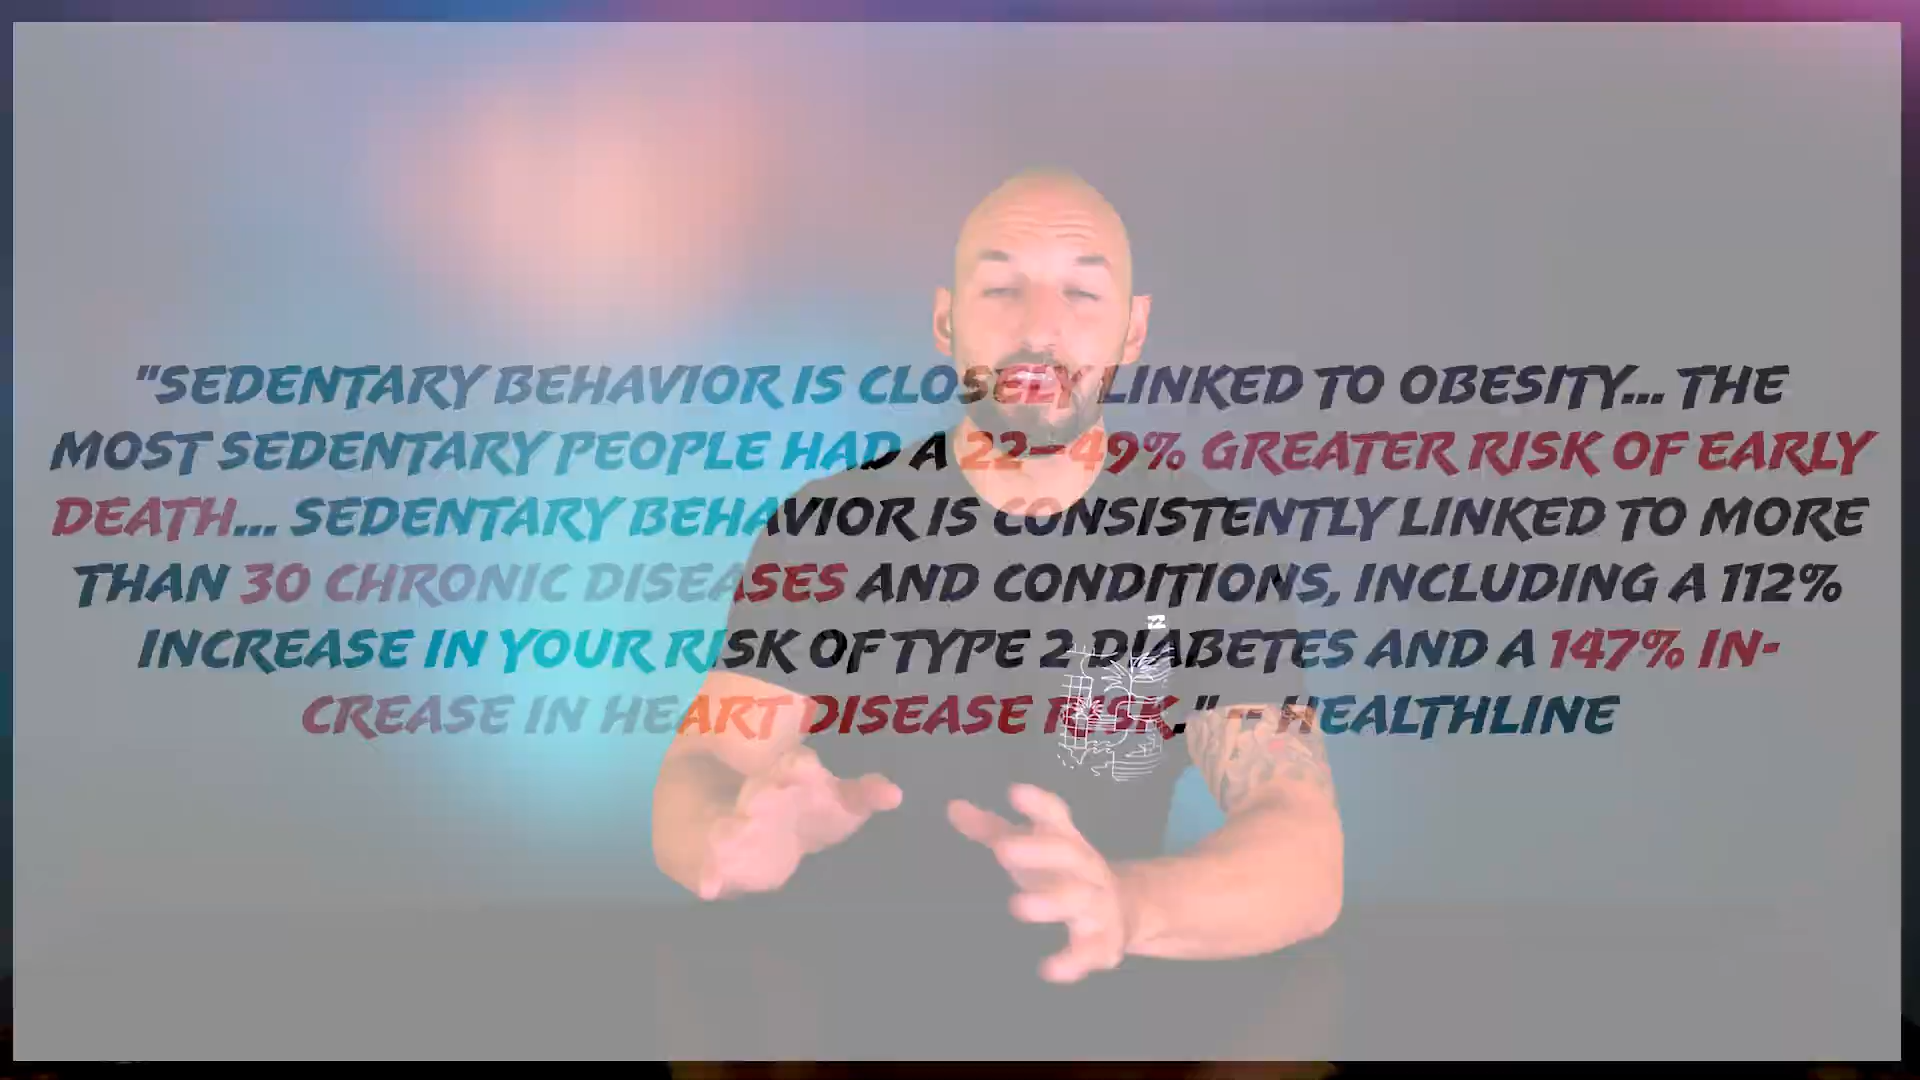 "SEDENTARY BEHAVIOR IS CLOSELY LINKED TO OBESITY... THE
MOST SEDENTARY PEOPLE HAD A 22–49% GREATER RISK OF EARLY
DEATH... SEDENTARY BEHAVIOR IS CONSISTENTLY LINKED TO MORE
THAN 30 CHRONIC DISEASES AND CONDITIONS, INCLUDING A 112%
INCREASE IN YOUR RISK OF TYPE 2 DIABETES AND A 147% IN-
CREASE IN HEART DISEASE RISK." -- HEALTHLINE